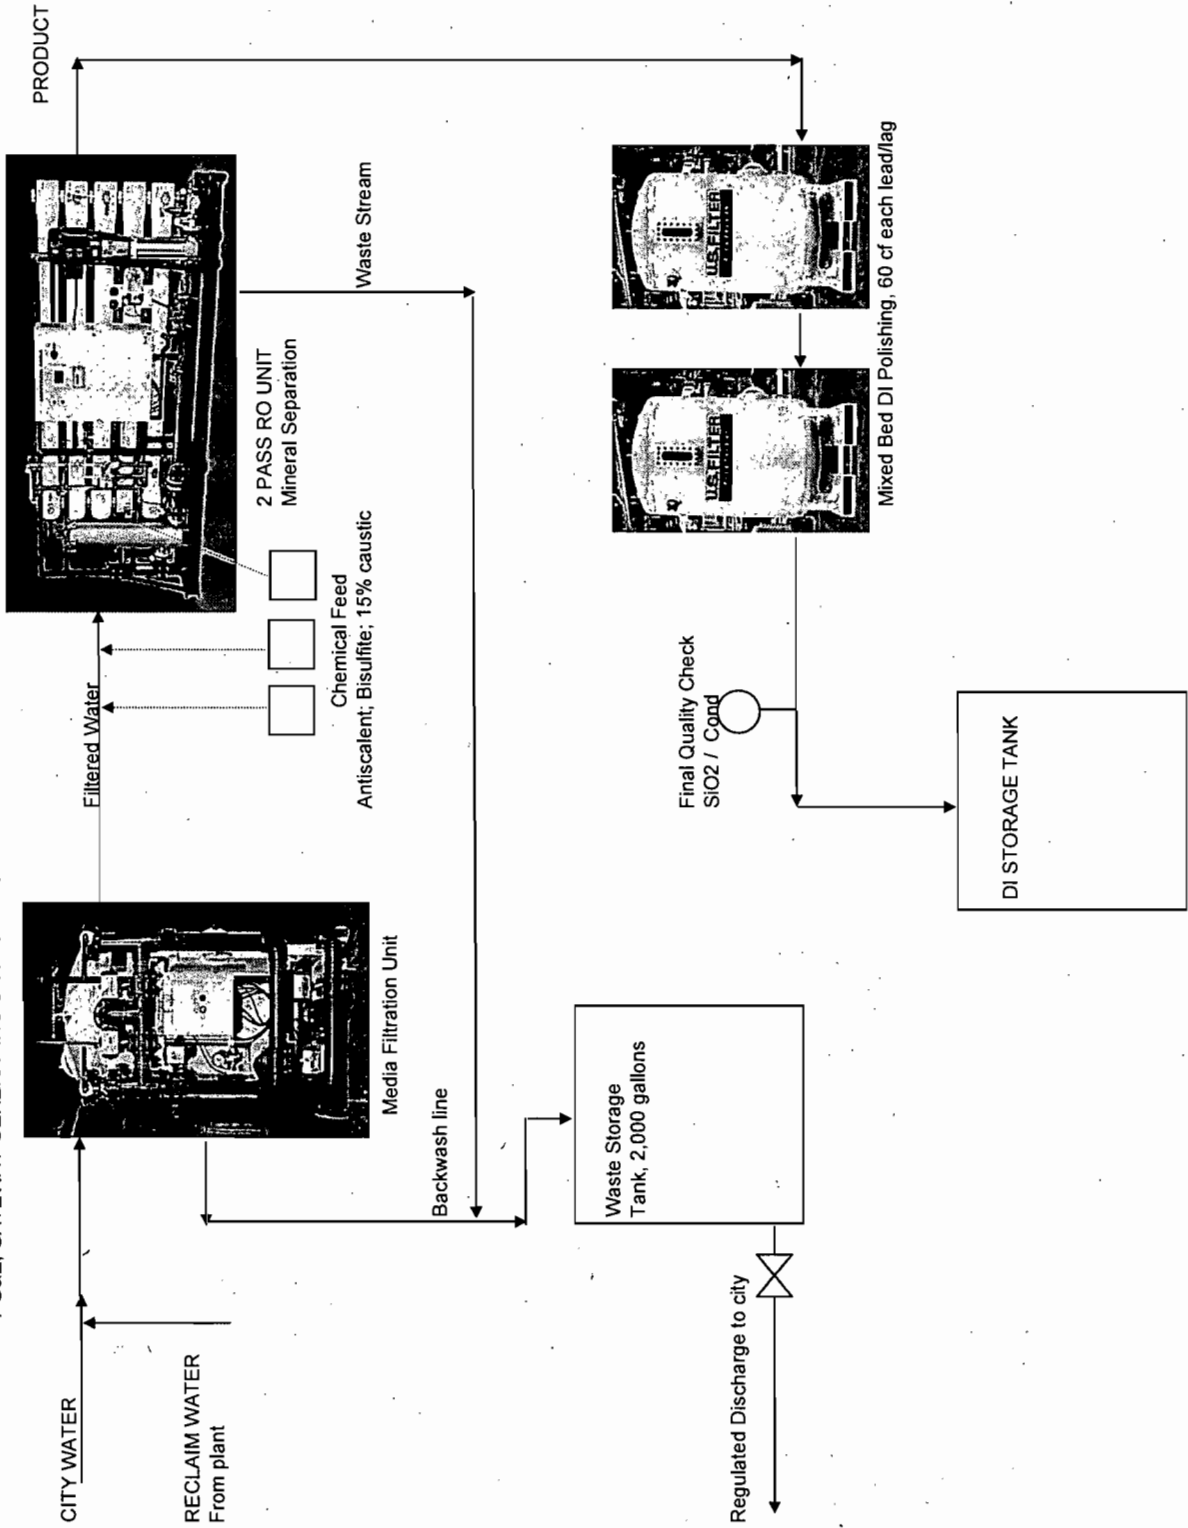 CITY WATER
RECLAIM WATER
From plant
Filtered Water
PRODUCT
Media Filtration Unit
Chemical Feed
Antiscalent; Bisulfite; 15% caustic
2 PASS RO UNIT
Mineral Separation
Waste Stream
Backwash line
Waste Storage
Tank, 2,000 gallons
Regulated Discharge to city
Final Quality Check
SiO2 / Cond
U.S. FILTER
U.S. FILTER
Mixed Bed DI Polishing, 60 cf each lead/lag
DI STORAGE TANK